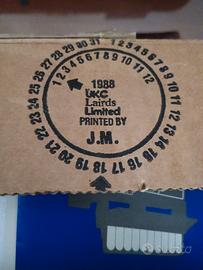 1 2 3 4 5 6 7 8 9 10 11 12 13 14 15 16 17 18 19 20 21 22 23 24 25 26 27 28 29 30 31
1 2 3 4 5 6 7 8 9 10 11 12
1988
UKC
Lairds
Limited
PRINTED BY
J.M.
subito